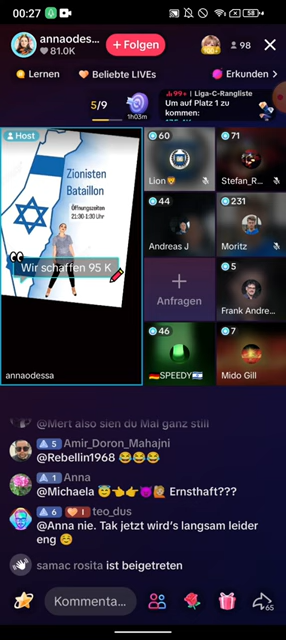 00:27
58
annaodes...
81.0K
+ Folgen
98
Lernen
Beliebte LIVEs
Erkunden
5/9
1h03m
99+ | Liga-C-Rangliste
Um auf Platz 1 zu
kommen:
Host
Zionisten
Bataillon
Öffnungszeiten
21:00-1:00 Uhr
Wir schaffen 95 K
annaodessa
60
Lion
71
Stefan_R...
44
Andreas J
231
Moritz
Anfragen
5
Frank Andre...
46
SPEEDY
7
Mido Gill
@Mert also sien du Mal ganz still
5 Amir_Doron_Mahajni
@Rebellin1968 😂😂😂
1 Anna
@Michaela 😇👈👉😈🙋 Ernsthaft???
6 1 teo_dus
@Anna nie. Tak jetzt wird's langsam leider
eng ☺️
samac rosita ist beigetreten
Kommenta...
65